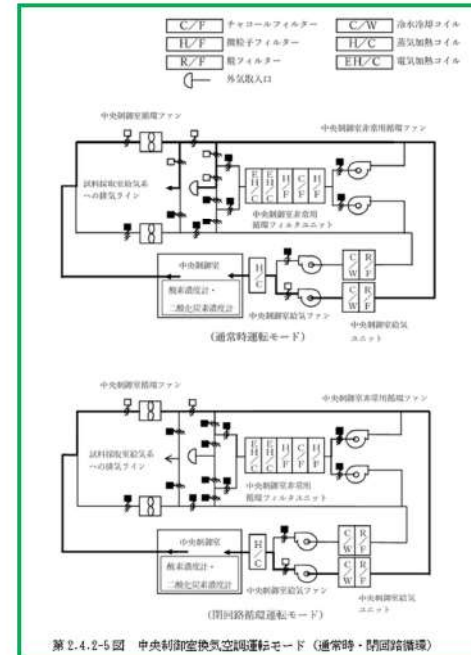 C/F チャコールフィルター
H/F 微粒子フィルター
R/F 粗フィルター
外気取入口
C/W 冷水冷却コイル
H/C 蒸気加熱コイル
EH/C 電気加熱コイル
中央制御室循環ファン
中央制御室非常用循環ファン
試料採取室給気系
への排気ライン
EH/C EH/C H/F C/F H/F
中央制御室非常用
循環フィルタユニット
中央制御室
酸素濃度計・
二酸化炭素濃度計
H/C
C/W R/F
C/W R/F
中央制御室給気ファン
中央制御室給気
ユニット
(通常時運転モード)
中央制御室循環ファン
中央制御室非常用循環ファン
試料採取室給気系
への排気ライン
EH/C EH/C H/F C/F H/F
中央制御室非常用
循環フィルタユニット
中央制御室
酸素濃度計・
二酸化炭素濃度計
H/C
C/W R/F
C/W R/F
中央制御室給気ファン
中央制御室給気
ユニット
(閉回路循環運転モード)
第2.4.2-5図 中央制御室換気空調運転モード（通常時・閉回路循環）